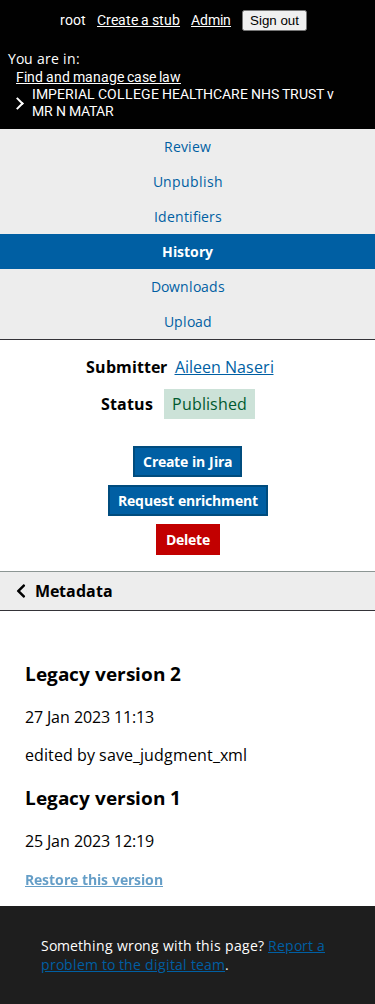 root Create a stub Admin Sign out
You are in:
Find and manage case law
IMPERIAL COLLEGE HEALTHCARE NHS TRUST v
MR N MATAR
Review
Unpublish
Identifiers
History
Downloads
Upload
Submitter Aileen Naseri
Status Published
Create in Jira
Request enrichment
Delete
Metadata
Legacy version 2
27 Jan 2023 11:13
edited by save_judgment_xml
Legacy version 1
25 Jan 2023 12:19
Restore this version
Something wrong with this page? Report a
problem to the digital team.